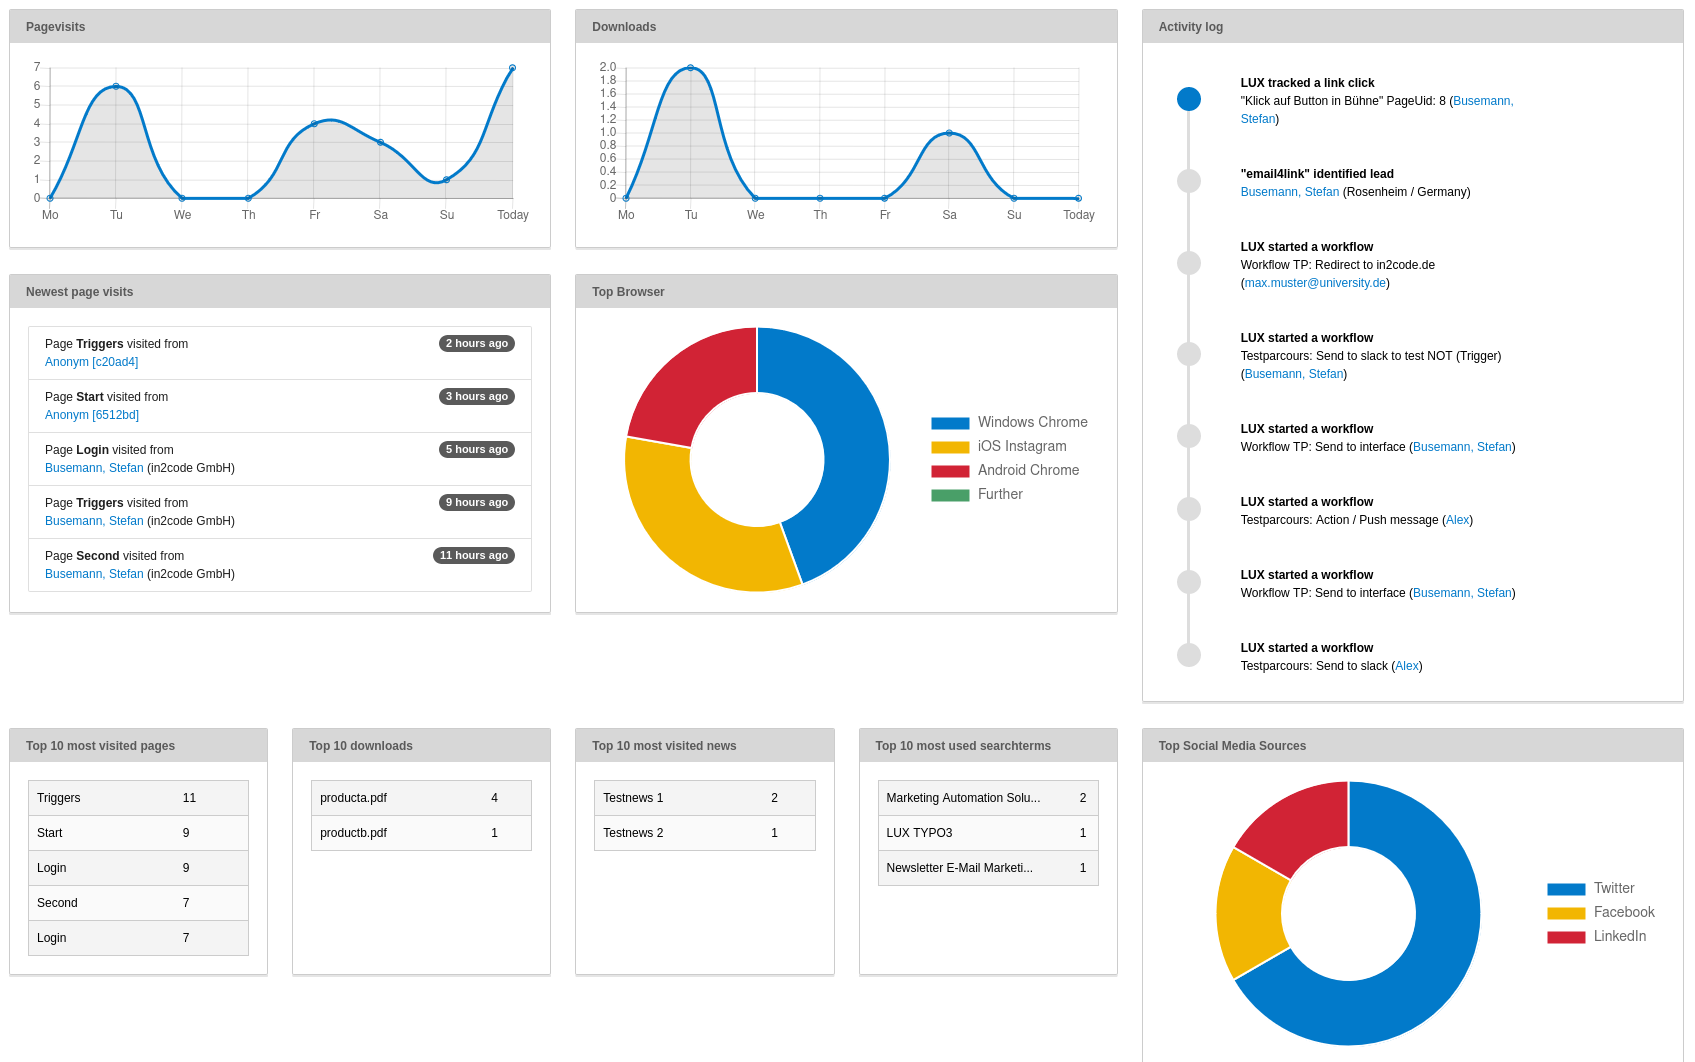 Pagevisits
7
6
5
4
3
2
1
0
Mo Tu We Th Fr Sa Su Today
Downloads
2.0
1.8
1.6
1.4
1.2
1.0
0.8
0.6
0.4
0.2
0
Mo Tu We Th Fr Sa Su Today
Activity log
LUX tracked a link click
"Klick auf Button in Bühne" PageUid: 8 (Busemann,
Stefan)
"email4link" identified lead
Busemann, Stefan (Rosenheim / Germany)
LUX started a workflow
Workflow TP: Redirect to in2code.de
(max.muster@university.de)
LUX started a workflow
Testparcours: Send to slack to test NOT (Trigger)
(Busemann, Stefan)
LUX started a workflow
Workflow TP: Send to interface (Busemann, Stefan)
LUX started a workflow
Testparcours: Action / Push message (Alex)
LUX started a workflow
Workflow TP: Send to interface (Busemann, Stefan)
LUX started a workflow
Testparcours: Send to slack (Alex)
Newest page visits
Page Triggers visited from 2 hours ago
Anonym [c20ad4]
Page Start visited from 3 hours ago
Anonym [6512bd]
Page Login visited from 5 hours ago
Busemann, Stefan (in2code GmbH)
Page Triggers visited from 9 hours ago
Busemann, Stefan (in2code GmbH)
Page Second visited from 11 hours ago
Busemann, Stefan (in2code GmbH)
Top Browser
Windows Chrome
iOS Instagram
Android Chrome
Further
Top 10 most visited pages
Triggers 11
Start 9
Login 9
Second 7
Login 7
Top 10 downloads
producta.pdf 4
productb.pdf 1
Top 10 most visited news
Testnews 1 2
Testnews 2 1
Top 10 most used searchterms
Marketing Automation Solu... 2
LUX TYPO3 1
Newsletter E-Mail Marketi... 1
Top Social Media Sources
Twitter
Facebook
LinkedIn